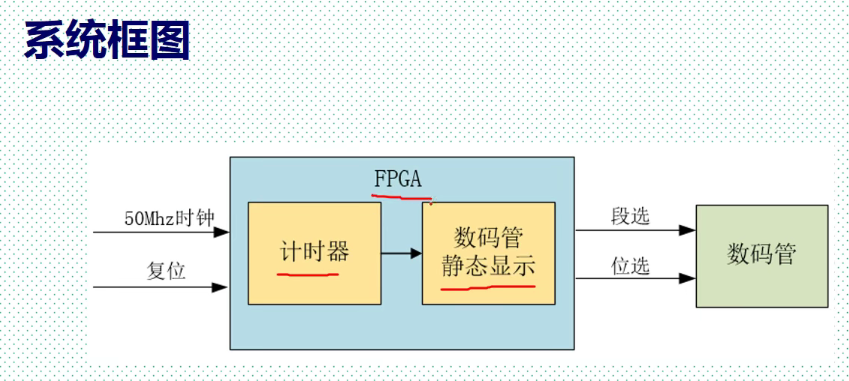 系统框图
FPGA
50Mhz时钟
复位
计时器
数码管
静态显示
段选
位选
数码管